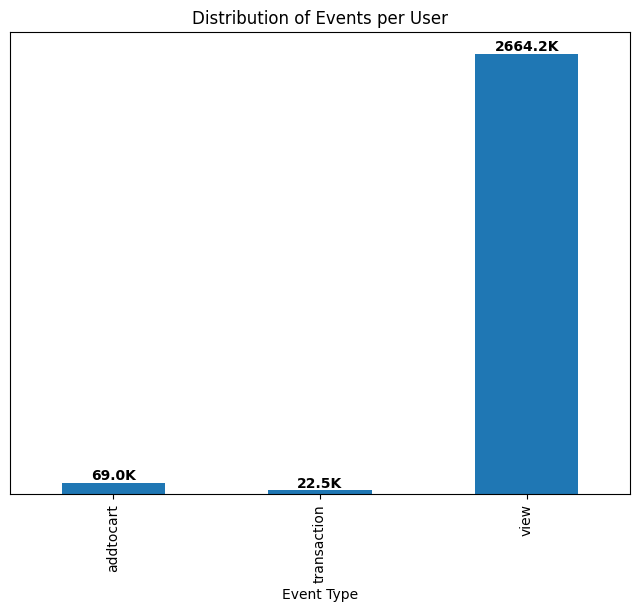 Distribution of Events per User
2664.2K
69.0K
22.5K
addtocart
transaction
view
Event Type